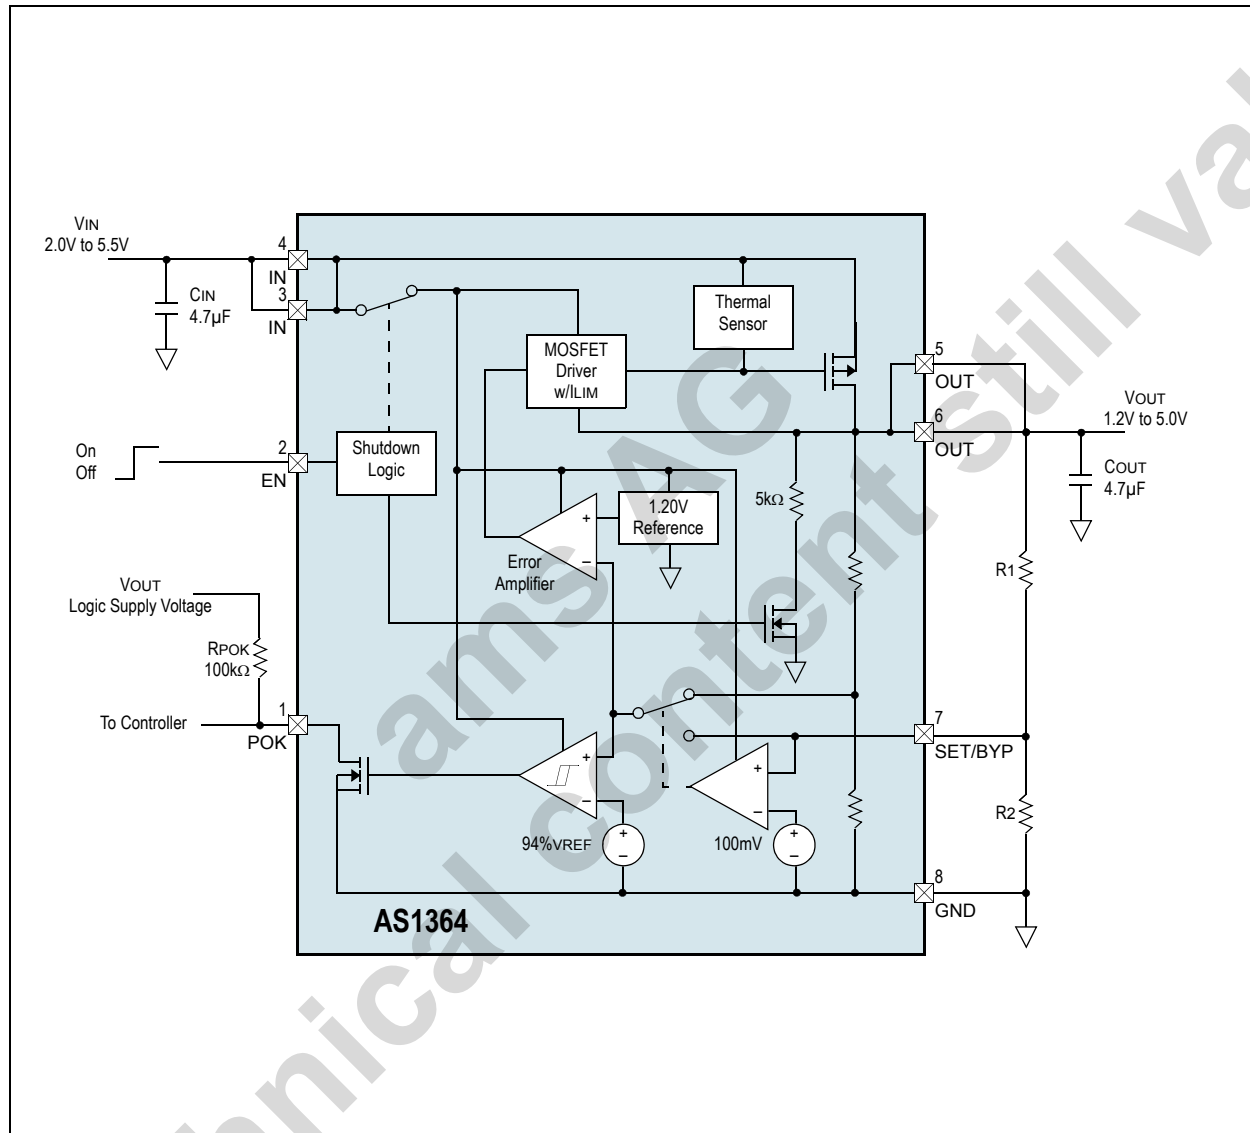 VIN
2.0V to 5.5V
CIN
4.7µF
4
IN
3
IN
Thermal
Sensor
MOSFET
Driver
w/ILIM
5
OUT
6
OUT
VOUT
1.2V to 5.0V
COUT
4.7µF
On
Off
2
EN
Shutdown
Logic
5kΩ
1.20V
Reference
+
−
Error
Amplifier
R1
VOUT
Logic Supply Voltage
RPOK
100kΩ
To Controller
1
POK
7
SET/BYP
+
−
+
−
94%VREF
+
−
100mV
+
−
R2
8
GND
AS1364
ams AG
hnical content still va